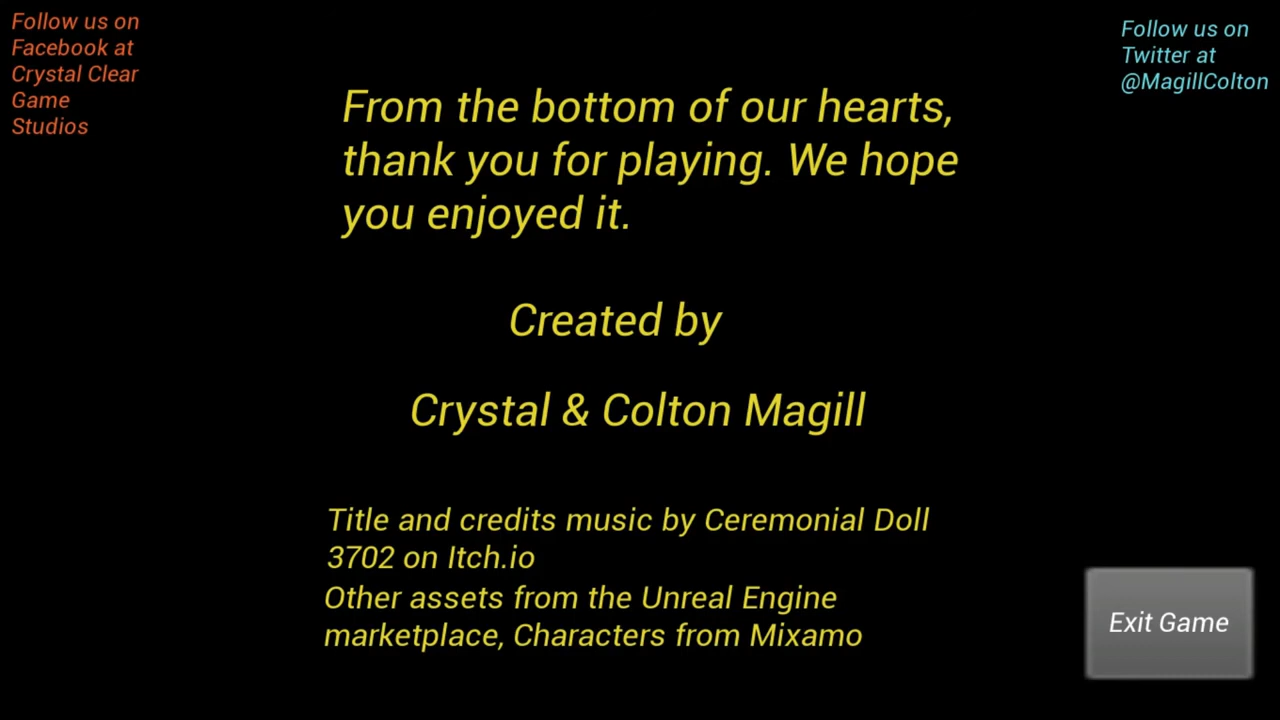 Follow us on
Facebook at
Crystal Clear
Game
Studios
Follow us on
Twitter at
@MagillColton
From the bottom of our hearts,
thank you for playing. We hope
you enjoyed it.
Created by
Crystal & Colton Magill
Title and credits music by Ceremonial Doll
3702 on Itch.io
Other assets from the Unreal Engine
marketplace, Characters from Mixamo
Exit Game